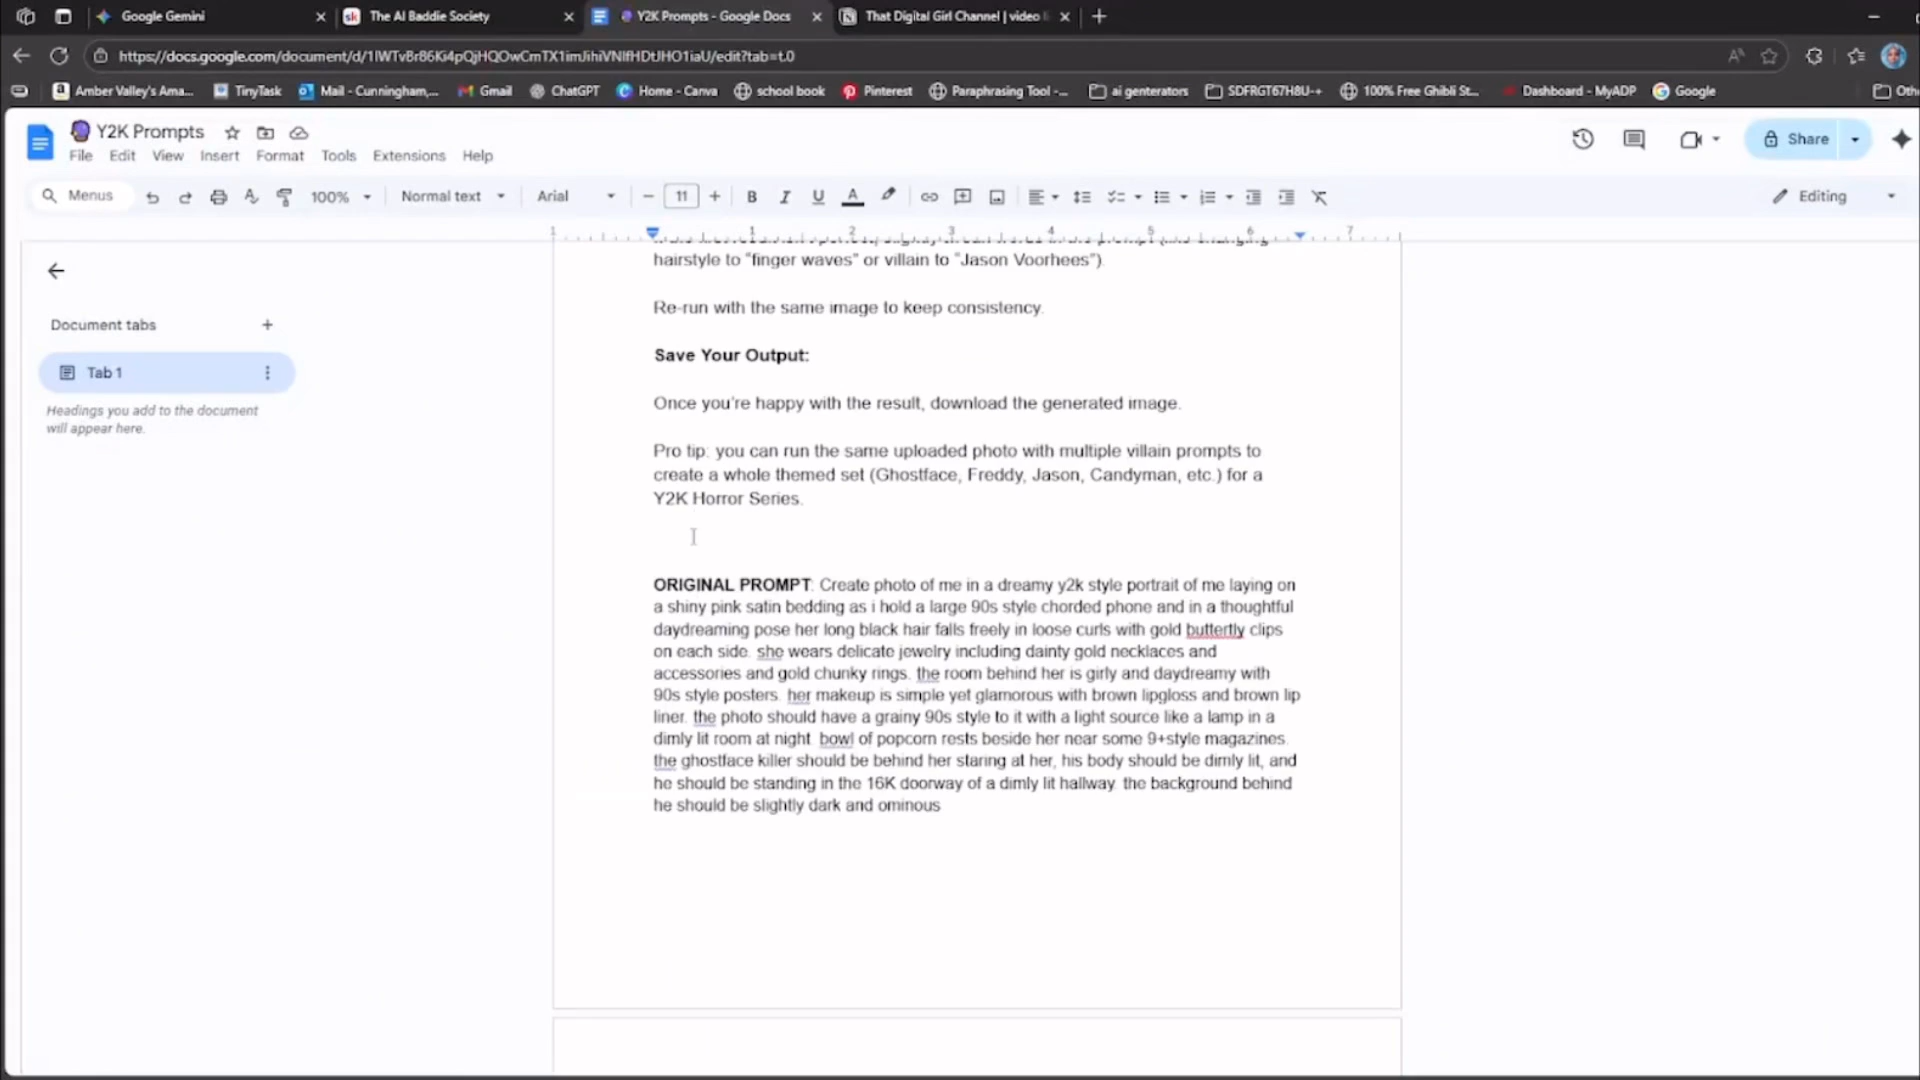 Google Gemini
The AI Baddie Society
Y2K Prompts - Google Docs
That Digital Girl Channel | video
Amber Valley's Ama...
TinyTask
Mail - Cunningham,...
Gmail
ChatGPT
Home - Canva
school book
Pinterest
Paraphrasing Tool -...
ai genterators
SDFRGT67H8U-+
100% Free Ghibli St...
Dashboard - MyADP
Google
Oth
Y2K Prompts
File Edit View Insert Format Tools Extensions Help
Share
Menus
100%
Normal text
Arial
11
Editing
1 1 2 3 4 5 6 7
Document tabs
Tab 1
Headings you add to the document
will appear here.
hairstyle to "finger waves" or villain to "Jason Voorhees").
Re-run with the same image to keep consistency.
Save Your Output:
Once you're happy with the result, download the generated image.
Pro tip: you can run the same uploaded photo with multiple villain prompts to
create a whole themed set (Ghostface, Freddy, Jason, Candyman, etc.) for a
Y2K Horror Series.
ORIGINAL PROMPT: Create photo of me in a dreamy y2k style portrait of me laying on
a shiny pink satin bedding as i hold a large 90s style chorded phone and in a thoughtful
daydreaming pose her long black hair falls freely in loose curls with gold buttertly clips
on each side. she wears delicate jewelry including dainty gold necklaces and
accessories and gold chunky rings. the room behind her is girly and daydreamy with
90s style posters. her makeup is simple yet glamorous with brown lipgloss and brown lip
liner. the photo should have a grainy 90s style to it with a light source like a lamp in a
dimly lit room at night. bowl of popcorn rests beside her near some 9+style magazines.
the ghostface killer should be behind her staring at her, his body should be dimly lit, and
he should be standing in the 16K doorway of a dimly lit hallway. the background behind
he should be slightly dark and ominous